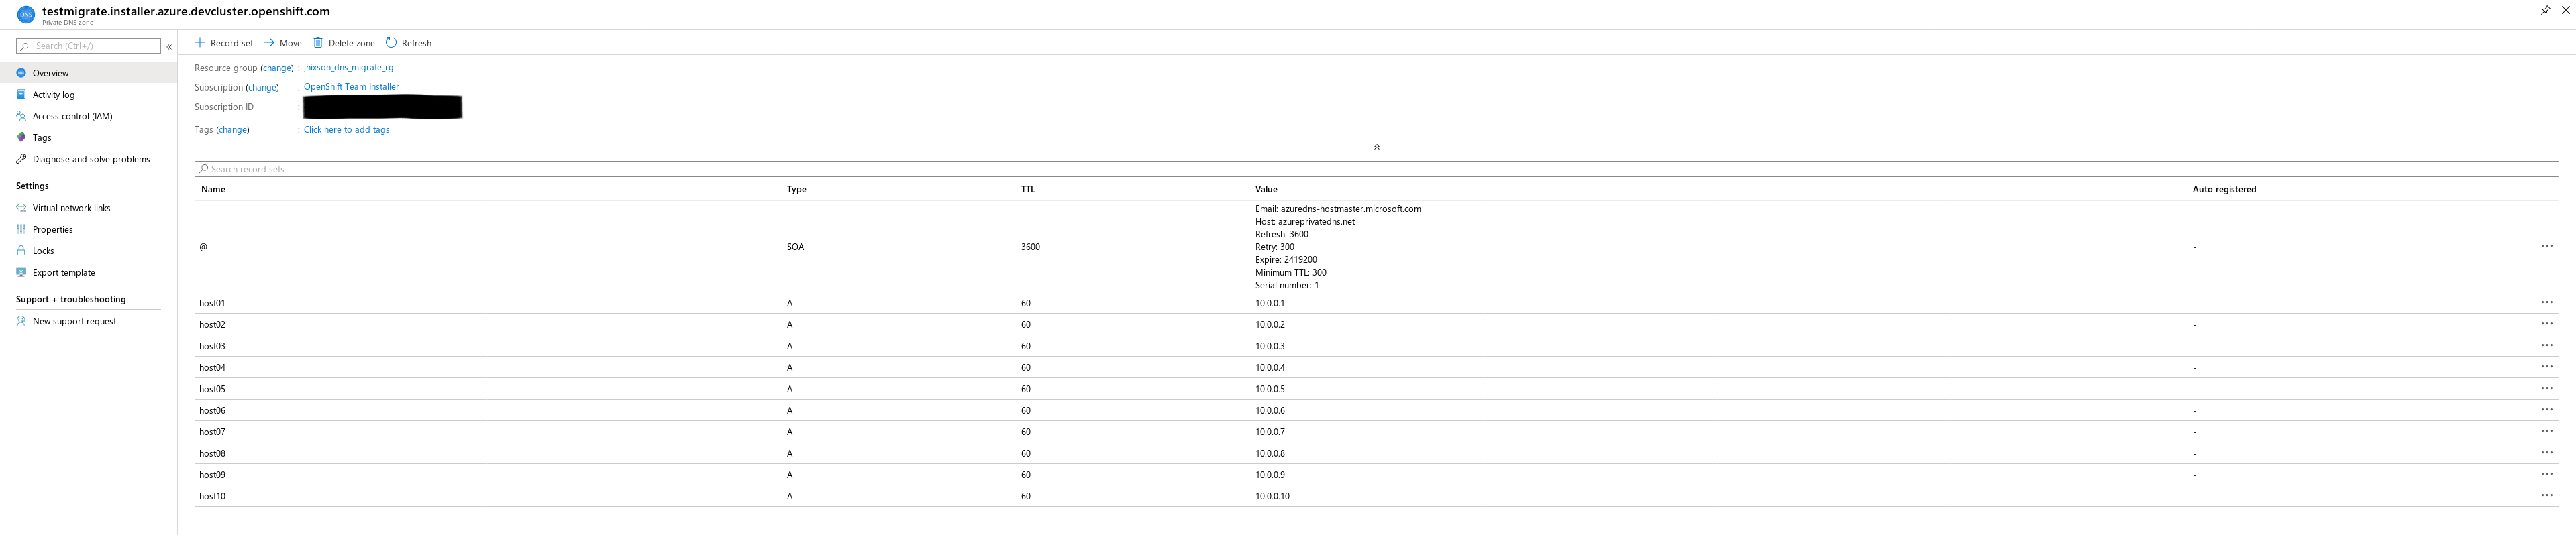 testmigrate.installer.azure.devcluster.openshift.com
Private DNS zone
Search (Ctrl+/)
Overview
Activity log
Access control (IAM)
Tags
Diagnose and solve problems
Settings
Virtual network links
Properties
Locks
Export template
Support + troubleshooting
New support request
Record set Move Delete zone Refresh
Resource group (change) : jhixson_dns_migrate_rg
Subscription (change) : OpenShift Team Installer
Subscription ID :
Tags (change) : Click here to add tags
Search record sets
Name Type TTL Value Auto registered
Email: azuredns-hostmaster.microsoft.com
Host: azureprivatedns.net
Refresh: 3600
@ SOA 3600 Retry: 300 -
Expire: 2419200
Minimum TTL: 300
Serial number: 1
host01 A 60 10.0.0.1 -
host02 A 60 10.0.0.2 -
host03 A 60 10.0.0.3 -
host04 A 60 10.0.0.4 -
host05 A 60 10.0.0.5 -
host06 A 60 10.0.0.6 -
host07 A 60 10.0.0.7 -
host08 A 60 10.0.0.8 -
host09 A 60 10.0.0.9 -
host10 A 60 10.0.0.10 -